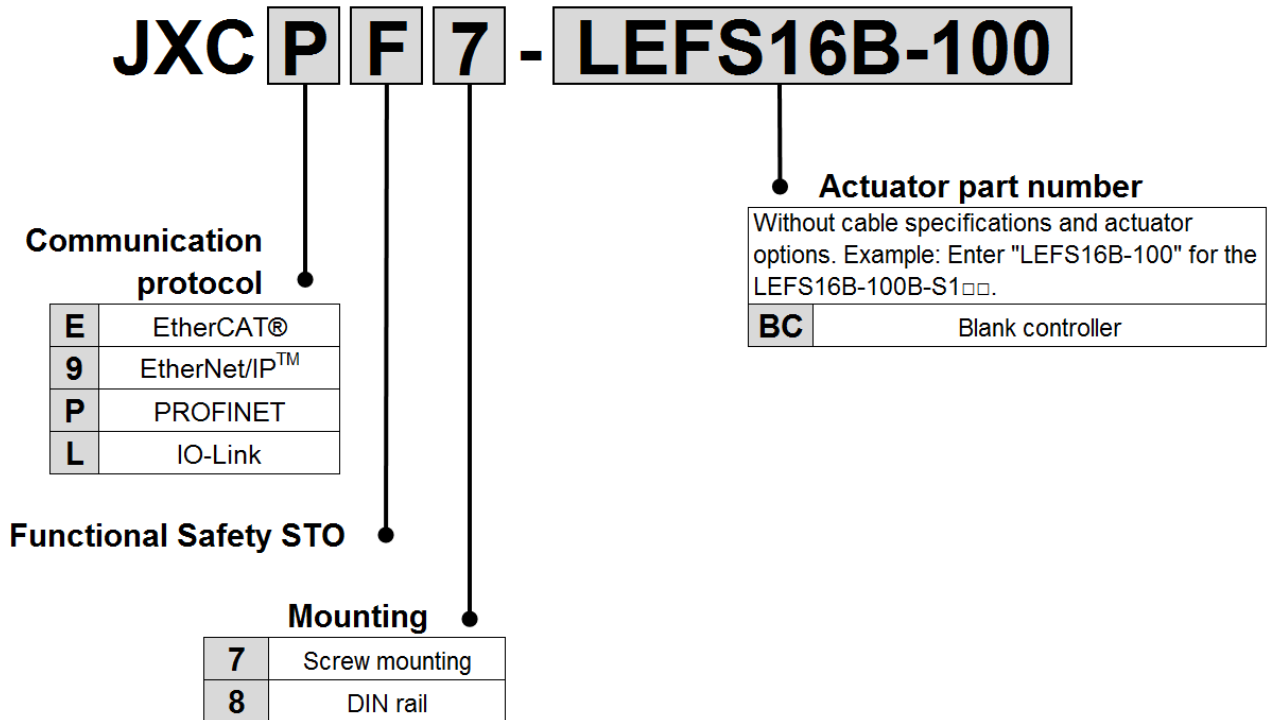 JXC P F 7 - LEFS16B-100
Actuator part number
Without cable specifications and actuator
options. Example: Enter "LEFS16B-100" for the
LEFS16B-100B-S1□□.
BC Blank controller
Communication
protocol
E EtherCAT®
9 EtherNet/IP™
P PROFINET
L IO-Link
Functional Safety STO
Mounting
7 Screw mounting
8 DIN rail